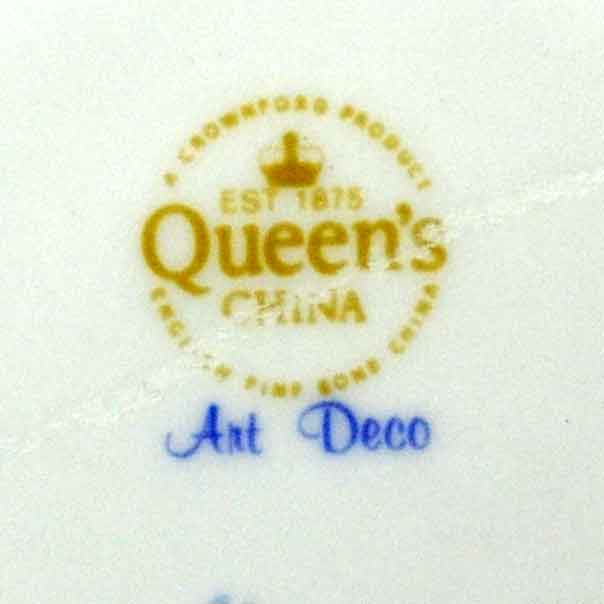 A CROWNFORD PRODUCT
EST 1875
Queen's
CHINA
ENGLISH FINE BONE CHINA
Art Deco